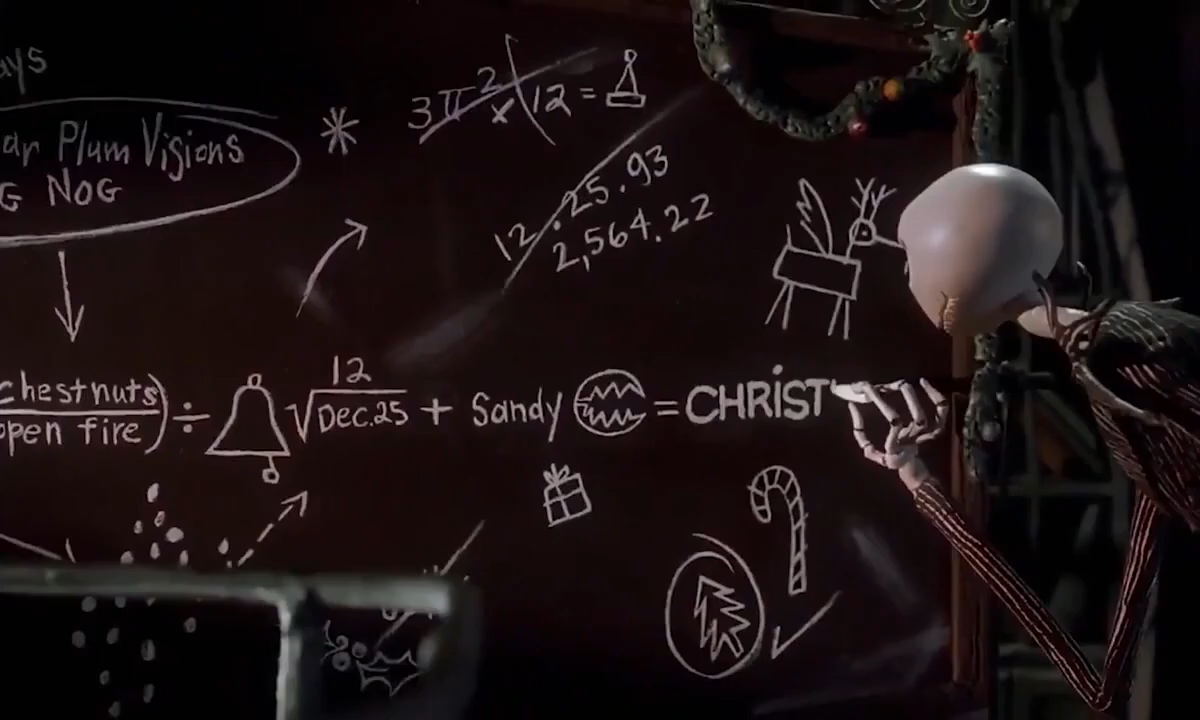 ays
ar Plum Visions
G NOG
*
3π² x 12 =
12 . 25.93
2,564.22
(chestnuts)
open fire) ÷ √Dec.25 12 + Sandy = CHRiST